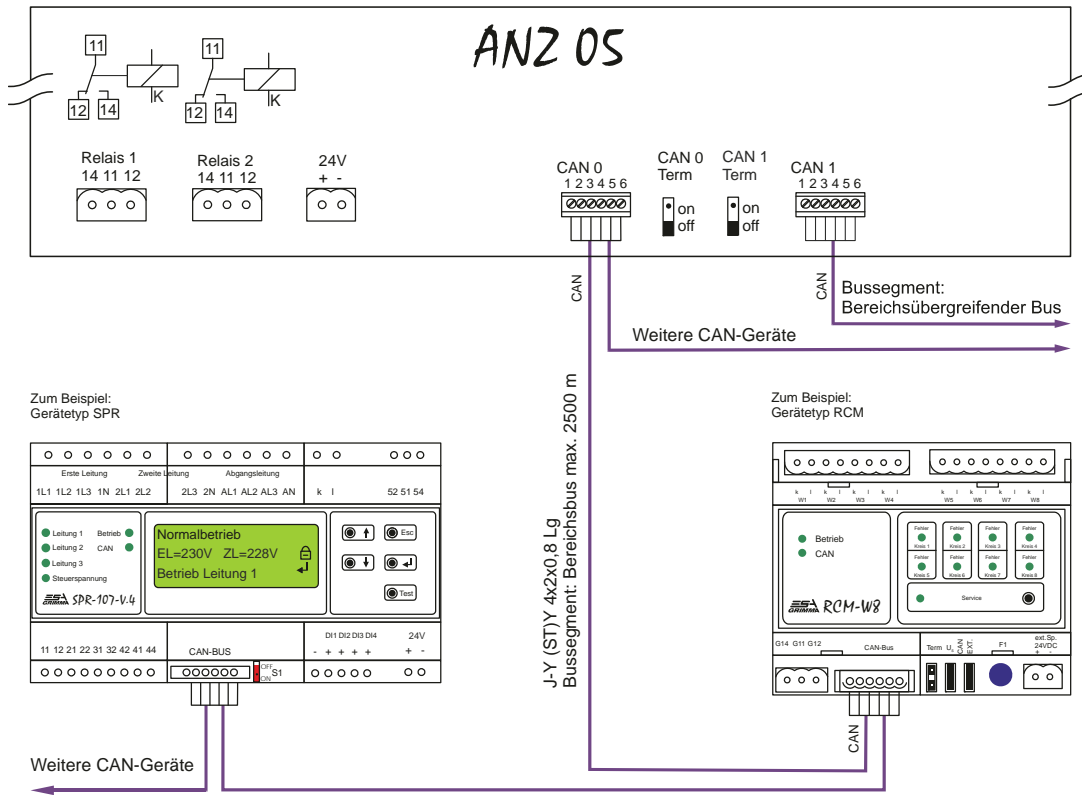 ANZ 05
11
12 14
K
11
12 14
K
Relais 1
14 11 12
Relais 2
14 11 12
24V
+ -
CAN 0
1 2 3 4 5 6
CAN 0
Term
on
off
CAN 1
Term
on
off
CAN 1
1 2 3 4 5 6
CAN
CAN
Bussegment:
Bereichsübergreifender Bus
Weitere CAN-Geräte
J-Y (ST)Y 4x2x0,8 Lg
Bussegment: Bereichsbus max. 2500 m
Zum Beispiel:
Gerätetyp SPR
Erste Leitung Zweite Leitung Abgangsleitung
1L1 1L2 1L3 1N 2L1 2L2 2L3 2N AL1 AL2 AL3 AN k l 52 51 54
Leitung 1 Betrieb
Leitung 2 CAN
Leitung 3
Steuerspannung
ESA GRIMMA SPR-107-V.4
Normalbetrieb
EL=230V ZL=228V
Betrieb Leitung 1
Esc
Test
DI1 DI2 DI3 DI4 24V
11 12 21 22 31 32 42 41 44 CAN-BUS - + + + + + -
OFF
ON
S1
Weitere CAN-Geräte
Zum Beispiel:
Gerätetyp RCM
k l k l k l k l k l k l k l k l
W1 W2 W3 W4 W5 W6 W7 W8
Betrieb
CAN
Fehler Fehler Fehler Fehler
Kreis 1 Kreis 2 Kreis 3 Kreis 4
Fehler Fehler Fehler Fehler
Kreis 5 Kreis 6 Kreis 7 Kreis 8
Service
ESA GRIMMA RCM-W8
G14 G11 G12 CAN-Bus Term CAN EXT. F1
ext.Sp.
24VDC
+ -
CAN